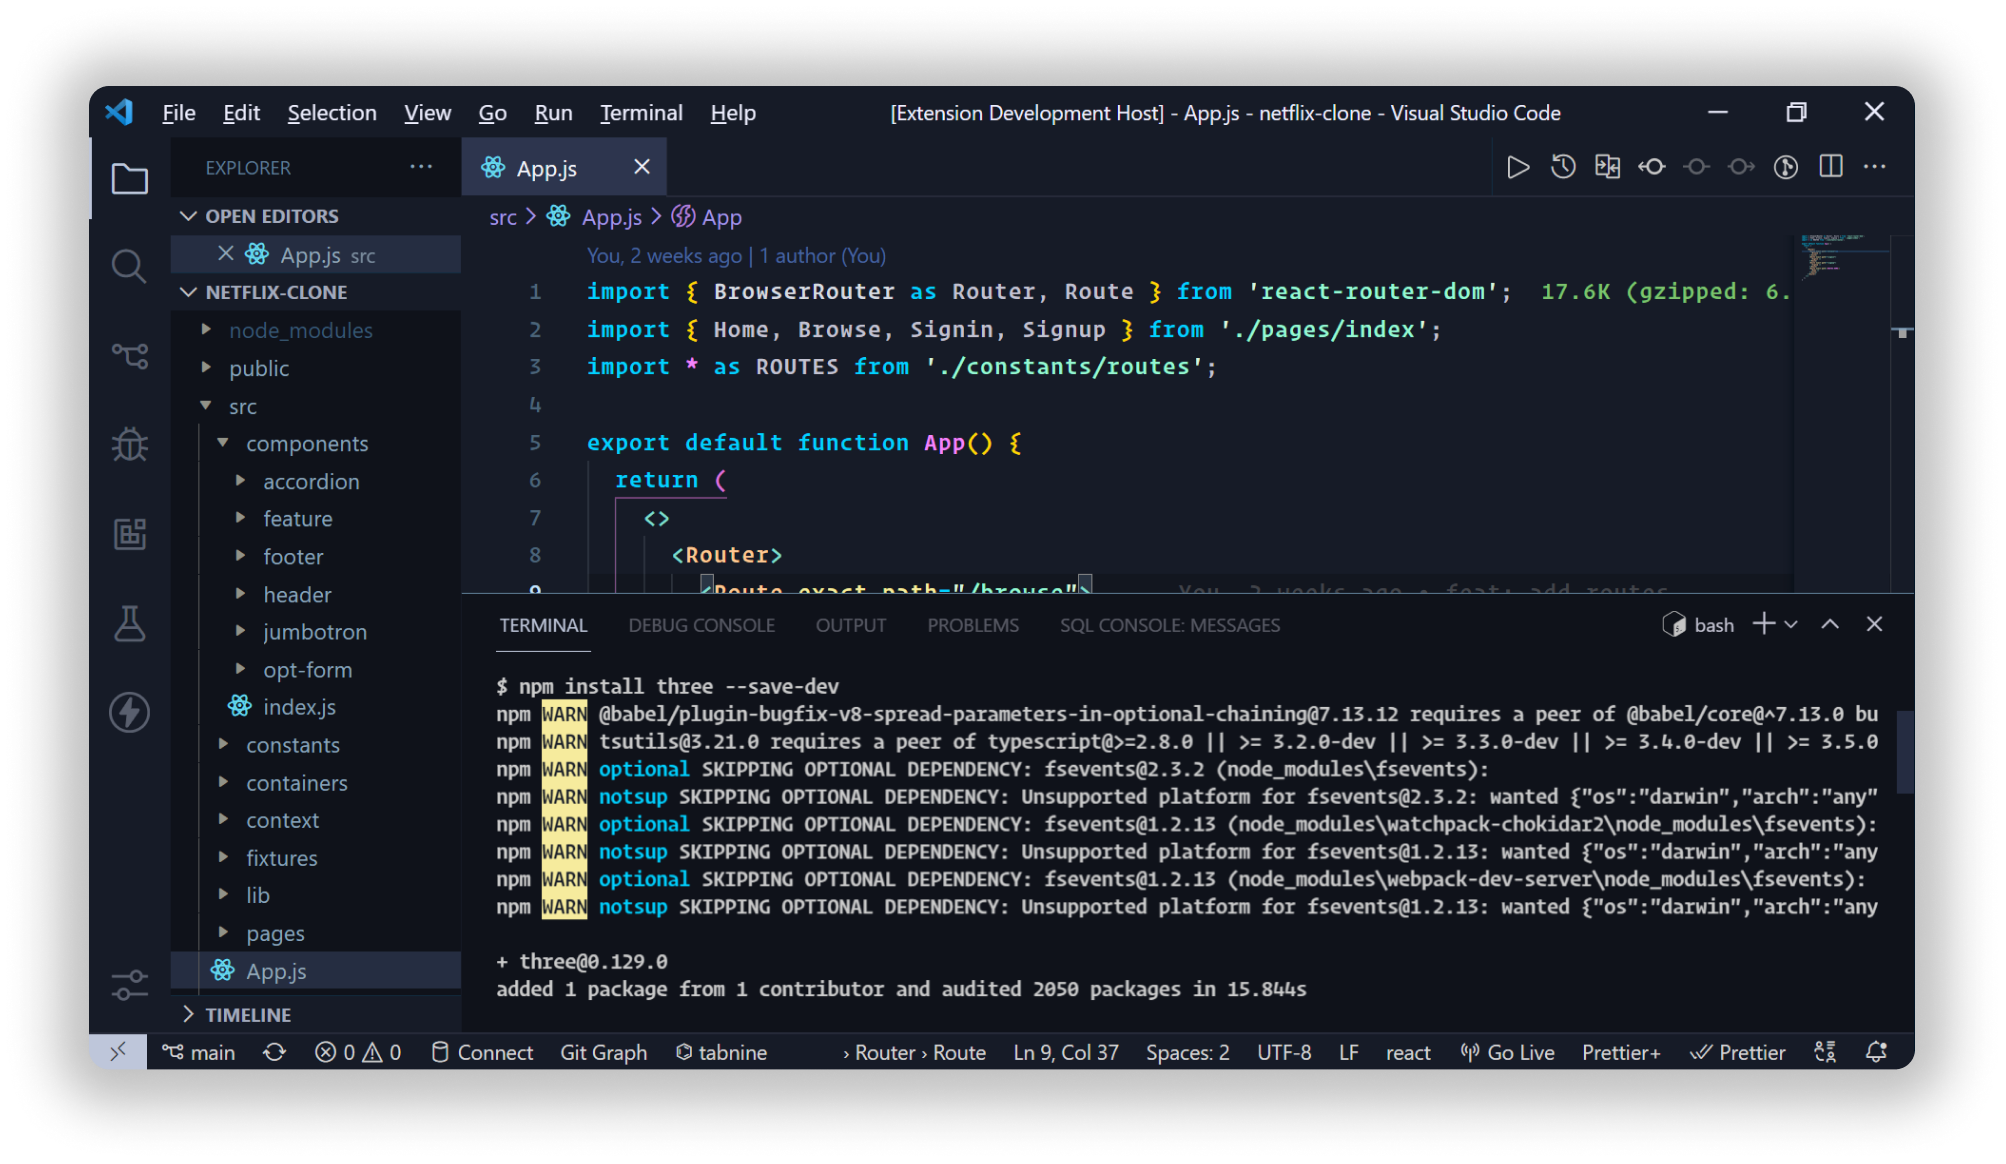 File Edit Selection View Go Run Terminal Help [Extension Development Host] - App.js - netflix-clone - Visual Studio Code
EXPLORER
OPEN EDITORS
App.js src
NETFLIX-CLONE
node_modules
public
src
components
accordion
feature
footer
header
jumbotron
opt-form
index.js
constants
containers
context
fixtures
lib
pages
App.js
TIMELINE
App.js
src > App.js > App
You, 2 weeks ago | 1 author (You)
1 import { BrowserRouter as Router, Route } from 'react-router-dom'; 17.6K (gzipped: 6.
2 import { Home, Browse, Signin, Signup } from './pages/index';
3 import * as ROUTES from './constants/routes';
4
5 export default function App() {
6 return (
7 <>
8 <Router>
9 <Route exact path="/browse"> You, 2 weeks ago • feat: add routes
TERMINAL DEBUG CONSOLE OUTPUT PROBLEMS SQL CONSOLE: MESSAGES bash
$ npm install three --save-dev
npm WARN @babel/plugin-bugfix-v8-spread-parameters-in-optional-chaining@7.13.12 requires a peer of @babel/core@^7.13.0 bu
npm WARN tsutils@3.21.0 requires a peer of typescript@>=2.8.0 || >= 3.2.0-dev || >= 3.3.0-dev || >= 3.4.0-dev || >= 3.5.0
npm WARN optional SKIPPING OPTIONAL DEPENDENCY: fsevents@2.3.2 (node_modules\fsevents):
npm WARN notsup SKIPPING OPTIONAL DEPENDENCY: Unsupported platform for fsevents@2.3.2: wanted {"os":"darwin","arch":"any"
npm WARN optional SKIPPING OPTIONAL DEPENDENCY: fsevents@1.2.13 (node_modules\watchpack-chokidar2\node_modules\fsevents):
npm WARN notsup SKIPPING OPTIONAL DEPENDENCY: Unsupported platform for fsevents@1.2.13: wanted {"os":"darwin","arch":"any
npm WARN optional SKIPPING OPTIONAL DEPENDENCY: fsevents@1.2.13 (node_modules\webpack-dev-server\node_modules\fsevents):
npm WARN notsup SKIPPING OPTIONAL DEPENDENCY: Unsupported platform for fsevents@1.2.13: wanted {"os":"darwin","arch":"any
+ three@0.129.0
added 1 package from 1 contributor and audited 2050 packages in 15.844s
main 0 0 Connect Git Graph tabnine › Router › Route Ln 9, Col 37 Spaces: 2 UTF-8 LF react Go Live Prettier+ Prettier